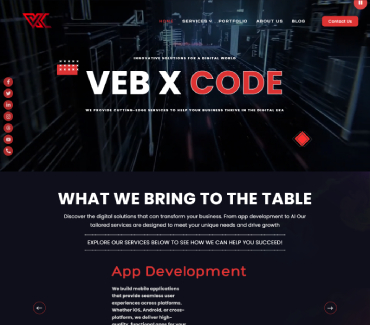 HOME SERVICES PORTFOLIO ABOUT US BLOG Contact Us
INNOVATIVE SOLUTIONS FOR A DIGITAL WORLD
VEB X CODE
WE PROVIDE CUTTING-EDGE SERVICES TO HELP YOUR BUSINESS THRIVE IN THE DIGITAL ERA
WHAT WE BRING TO THE TABLE
Discover the digital solutions that can transform your business. From app development to AI Our
tailored services are designed to meet your unique needs and drive growth
EXPLORE OUR SERVICES BELOW TO SEE HOW WE CAN HELP YOU SUCCEED!
App Development
We build mobile applications
that provide seamless user
experiences across platforms.
Whether iOS, Android, or cross-
platform, we deliver high-
quality, functional apps for your